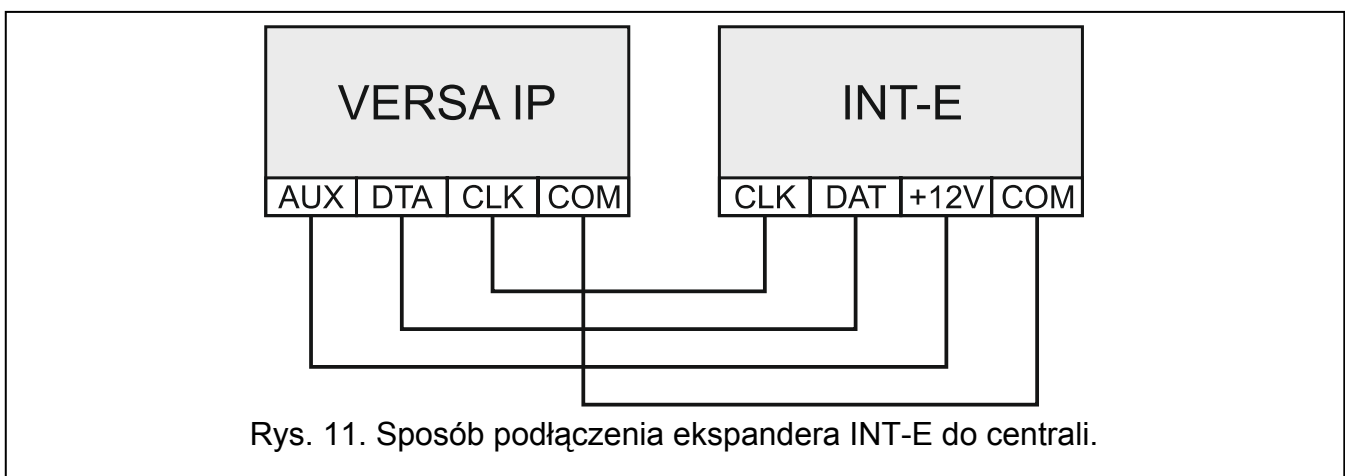 VERSA IP
INT-E
AUX DTA CLK COM
CLK DAT +12V COM
Rys. 11. Sposób podłączenia ekspandera INT-E do centrali.